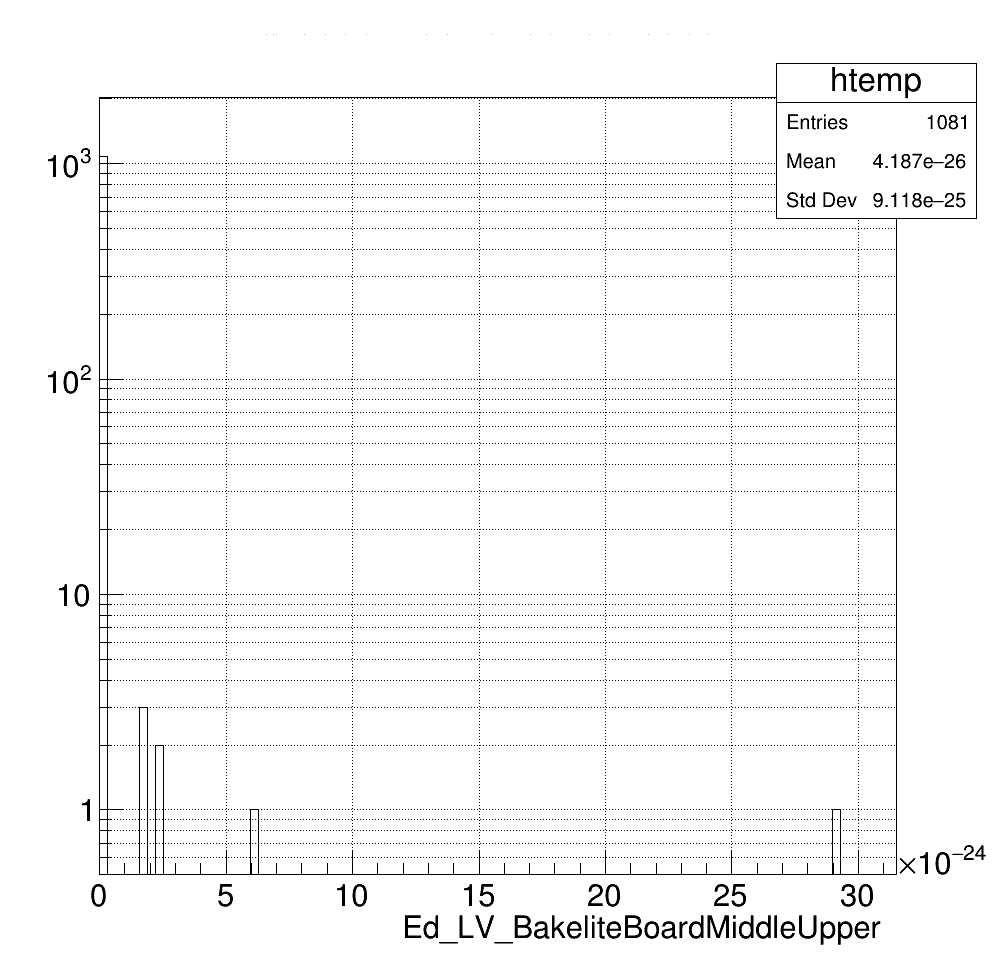 htemp
Entries 1081
Mean 4.187e−26
Std Dev 9.118e−25
10³
10²
10
1
0 5 10 15 20 25 30
×10⁻²⁴
Ed_LV_BakeliteBoardMiddleUpper